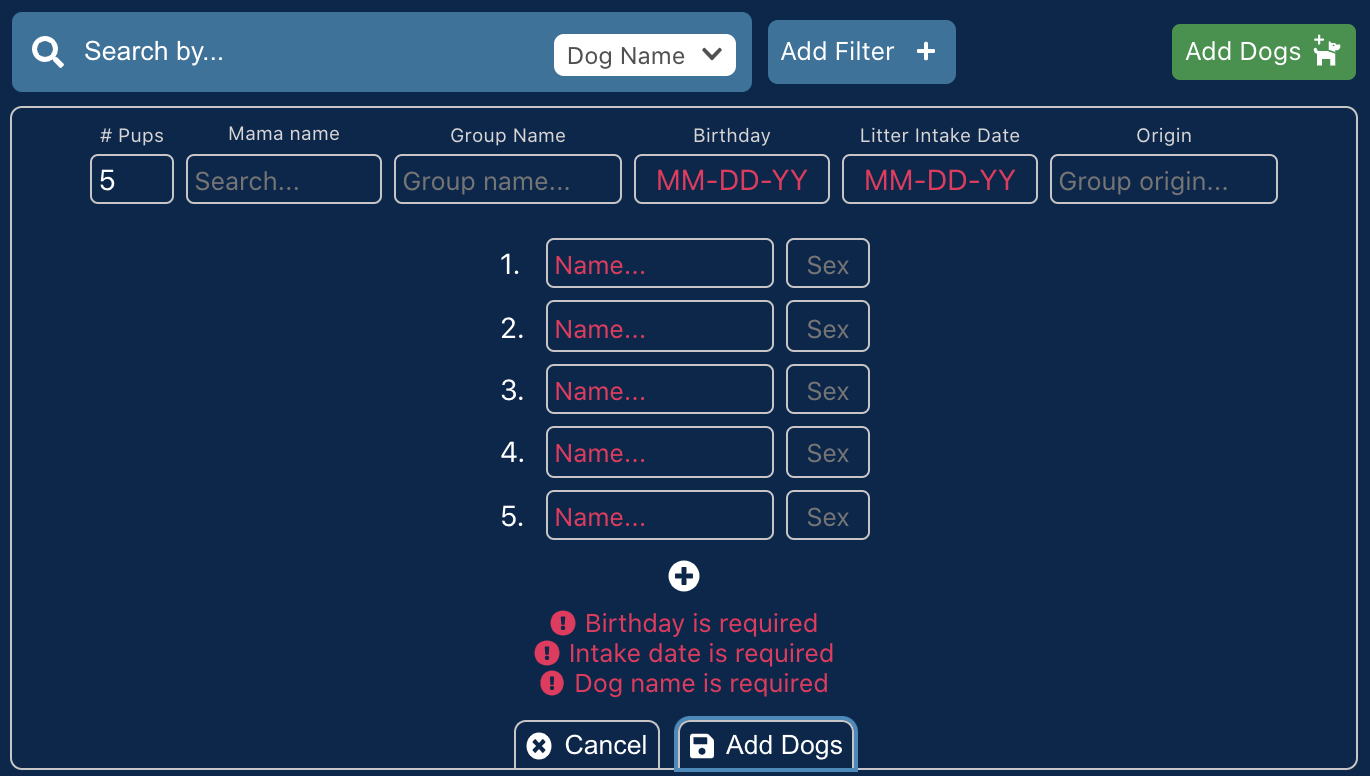 Search by...
Dog Name
Add Filter
Add Dogs
# Pups
Mama name
Group Name
Birthday
Litter Intake Date
Origin
5
Search...
Group name...
MM-DD-YY
MM-DD-YY
Group origin...
1. Name... Sex
2. Name... Sex
3. Name... Sex
4. Name... Sex
5. Name... Sex
Birthday is required
Intake date is required
Dog name is required
Cancel
Add Dogs